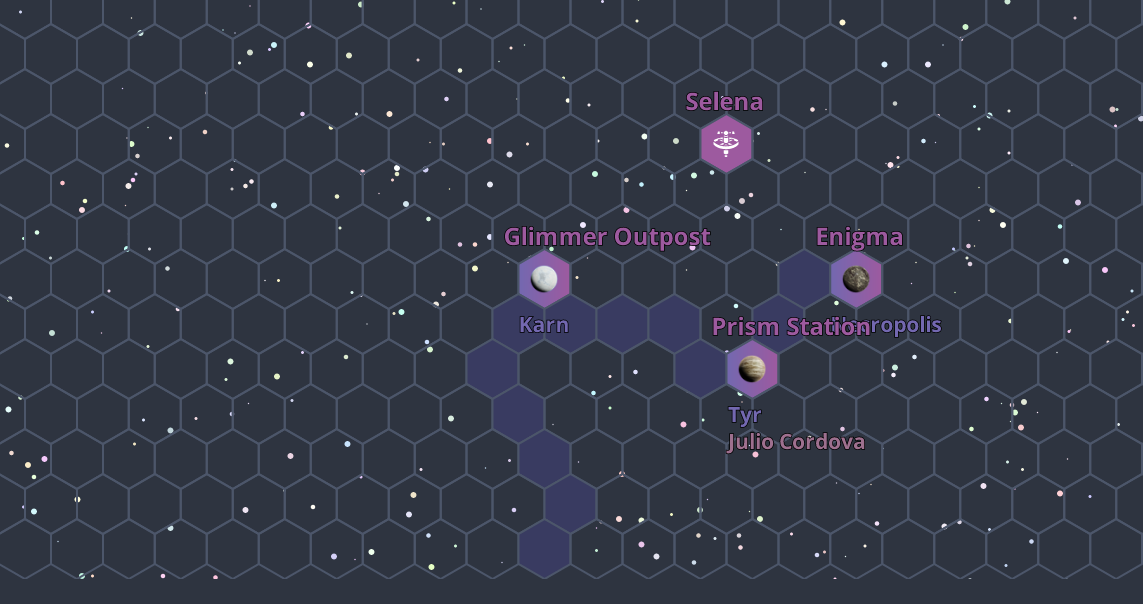 Selena
Glimmer Outpost
Enigma
Karn
Prism Station
Tyr
Julio Cordova